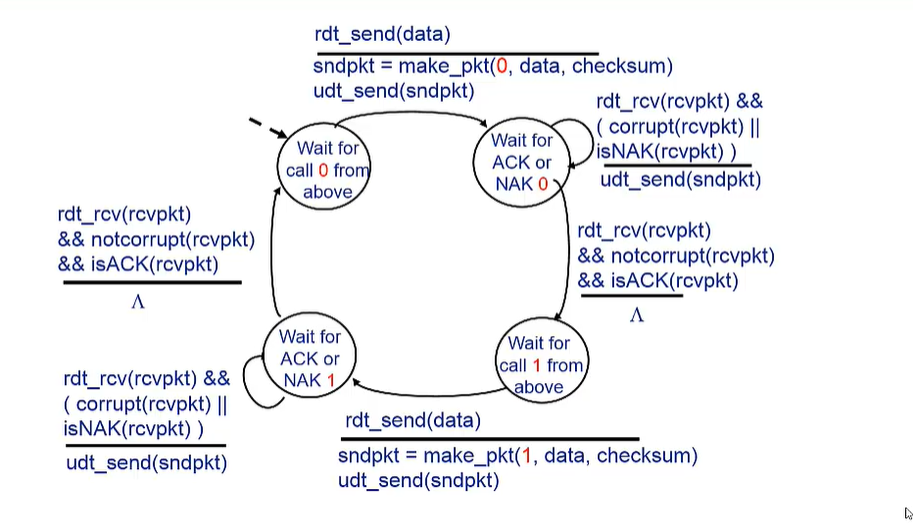 rdt_send(data)
sndpkt = make_pkt(0, data, checksum)
udt_send(sndpkt)
Wait for
call 0 from
above
Wait for
ACK or
NAK 0
rdt_rcv(rcvpkt) &&
( corrupt(rcvpkt) ||
isNAK(rcvpkt) )
udt_send(sndpkt)
rdt_rcv(rcvpkt)
&& notcorrupt(rcvpkt)
&& isACK(rcvpkt)
Λ
rdt_rcv(rcvpkt)
&& notcorrupt(rcvpkt)
&& isACK(rcvpkt)
Λ
Wait for
ACK or
NAK 1
Wait for
call 1 from
above
rdt_rcv(rcvpkt) &&
( corrupt(rcvpkt) ||
isNAK(rcvpkt) )
udt_send(sndpkt)
rdt_send(data)
sndpkt = make_pkt(1, data, checksum)
udt_send(sndpkt)